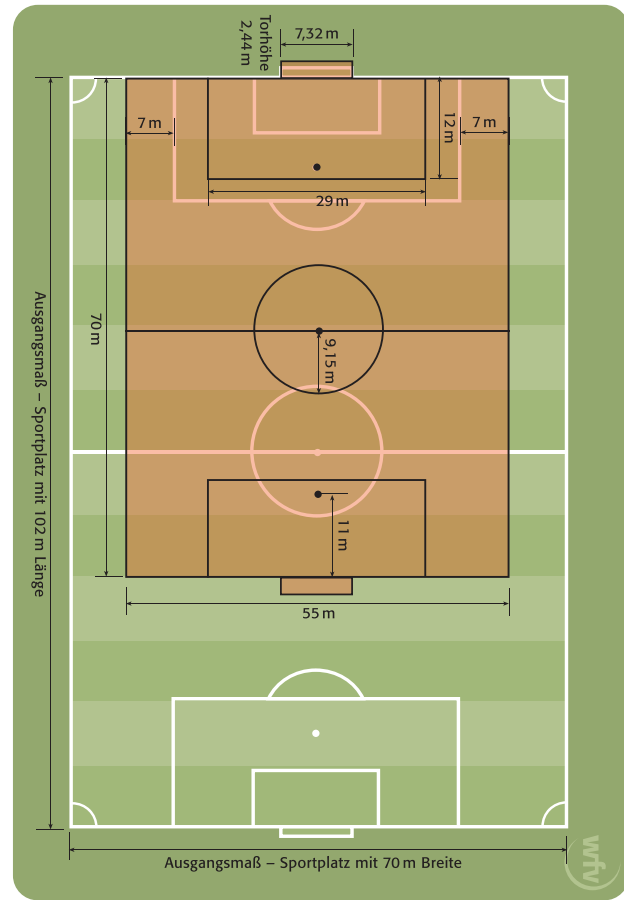 Torhöhe
2,44 m
7,32 m
7 m
12 m
7 m
29 m
70 m
9,15 m
11 m
55 m
Ausgangsmaß – Sportplatz mit 102 m Länge
Ausgangsmaß – Sportplatz mit 70 m Breite
wfv